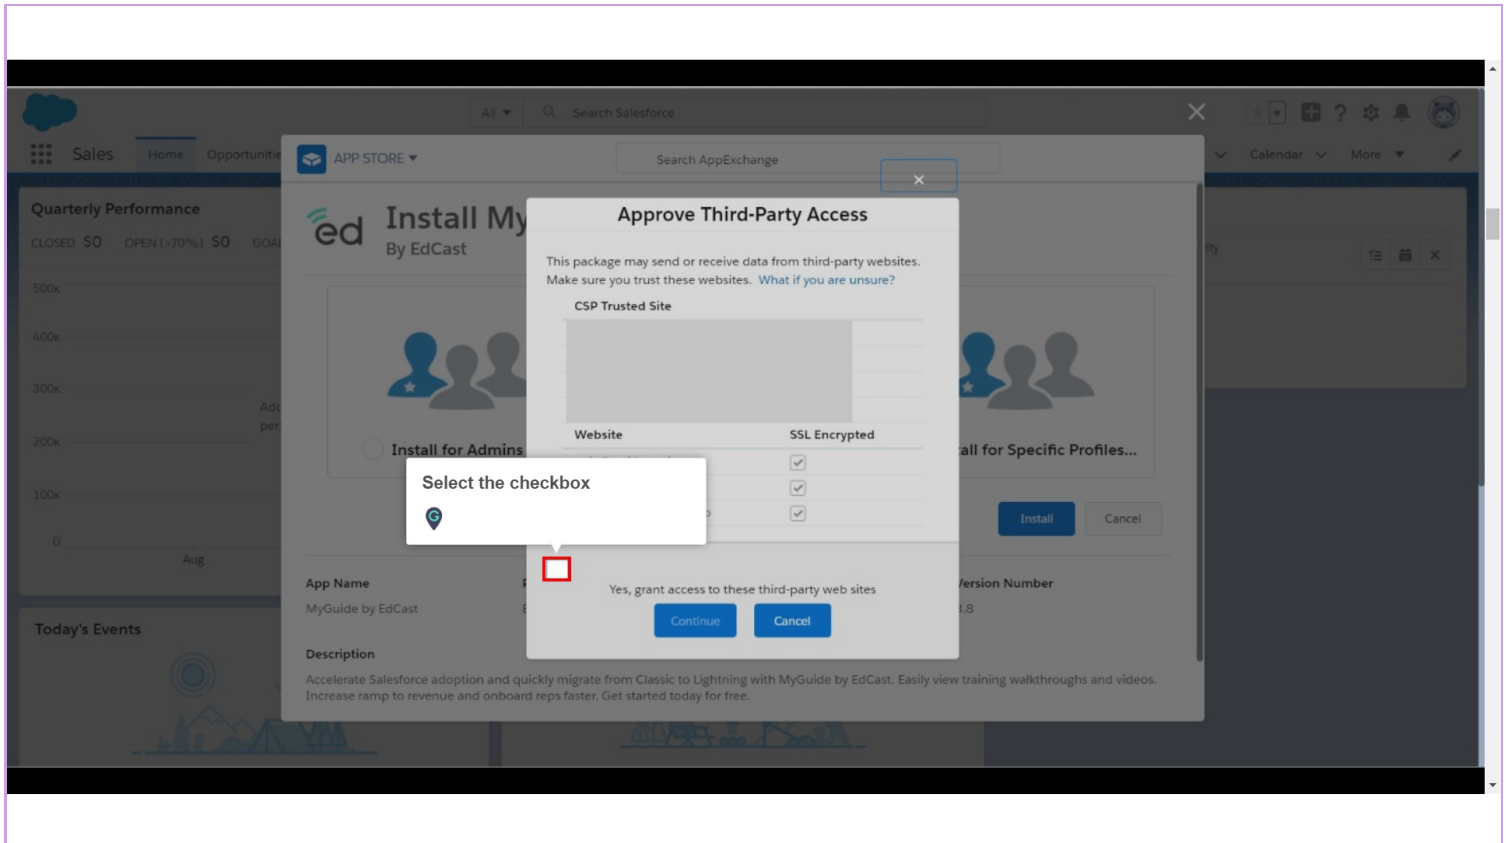 All
Search Salesforce
Sales
Home
Opportunitie
Calendar
More
APP STORE
Search AppExchange
Quarterly Performance
CLOSED $0 OPEN (>70%) $0 GOA
500K
400K
300K
200K
100K
0
Aug
Today's Events
ed
Install My
By EdCast
Install for Admins
Approve Third-Party Access
This package may send or receive data from third-party websites.
Make sure you trust these websites. What if you are unsure?
CSP Trusted Site
Website SSL Encrypted
Select the checkbox
G
Yes, grant access to these third-party web sites
Continue
Cancel
all for Specific Profiles...
Install
Cancel
App Name
MyGuide by EdCast
Version Number
Description
Accelerate Salesforce adoption and quickly migrate from Classic to Lightning with MyGuide by EdCast. Easily view training walkthroughs and videos.
Increase ramp to revenue and onboard reps faster. Get started today for free.